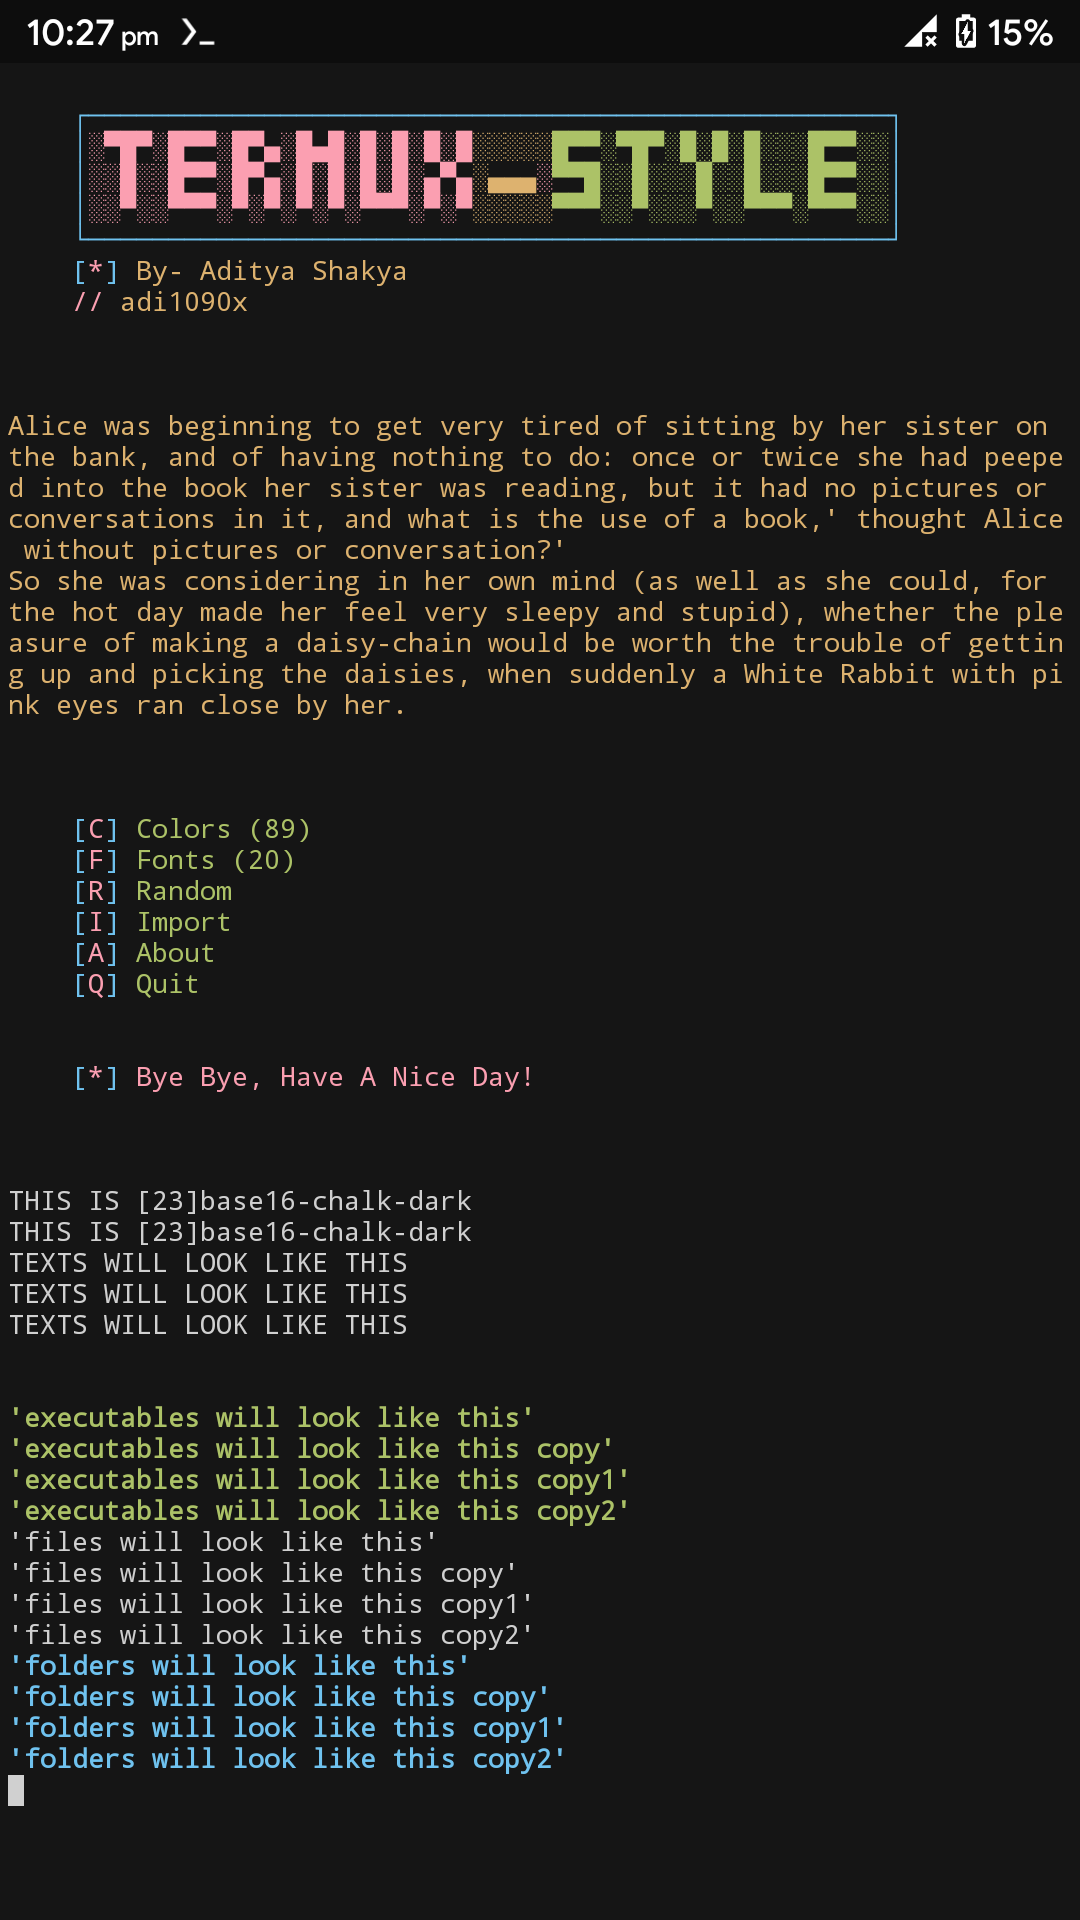 10:27 pm 15%
TERMUX-STYLE
[*] By- Aditya Shakya
// adi1090x
Alice was beginning to get very tired of sitting by her sister on
the bank, and of having nothing to do: once or twice she had peepe
d into the book her sister was reading, but it had no pictures or
conversations in it, and what is the use of a book,' thought Alice
without pictures or conversation?'
So she was considering in her own mind (as well as she could, for
the hot day made her feel very sleepy and stupid), whether the ple
asure of making a daisy-chain would be worth the trouble of gettin
g up and picking the daisies, when suddenly a White Rabbit with pi
nk eyes ran close by her.
[C] Colors (89)
[F] Fonts (20)
[R] Random
[I] Import
[A] About
[Q] Quit
[*] Bye Bye, Have A Nice Day!
THIS IS [23]base16-chalk-dark
THIS IS [23]base16-chalk-dark
TEXTS WILL LOOK LIKE THIS
TEXTS WILL LOOK LIKE THIS
TEXTS WILL LOOK LIKE THIS
'executables will look like this'
'executables will look like this copy'
'executables will look like this copy1'
'executables will look like this copy2'
'files will look like this'
'files will look like this copy'
'files will look like this copy1'
'files will look like this copy2'
'folders will look like this'
'folders will look like this copy'
'folders will look like this copy1'
'folders will look like this copy2'